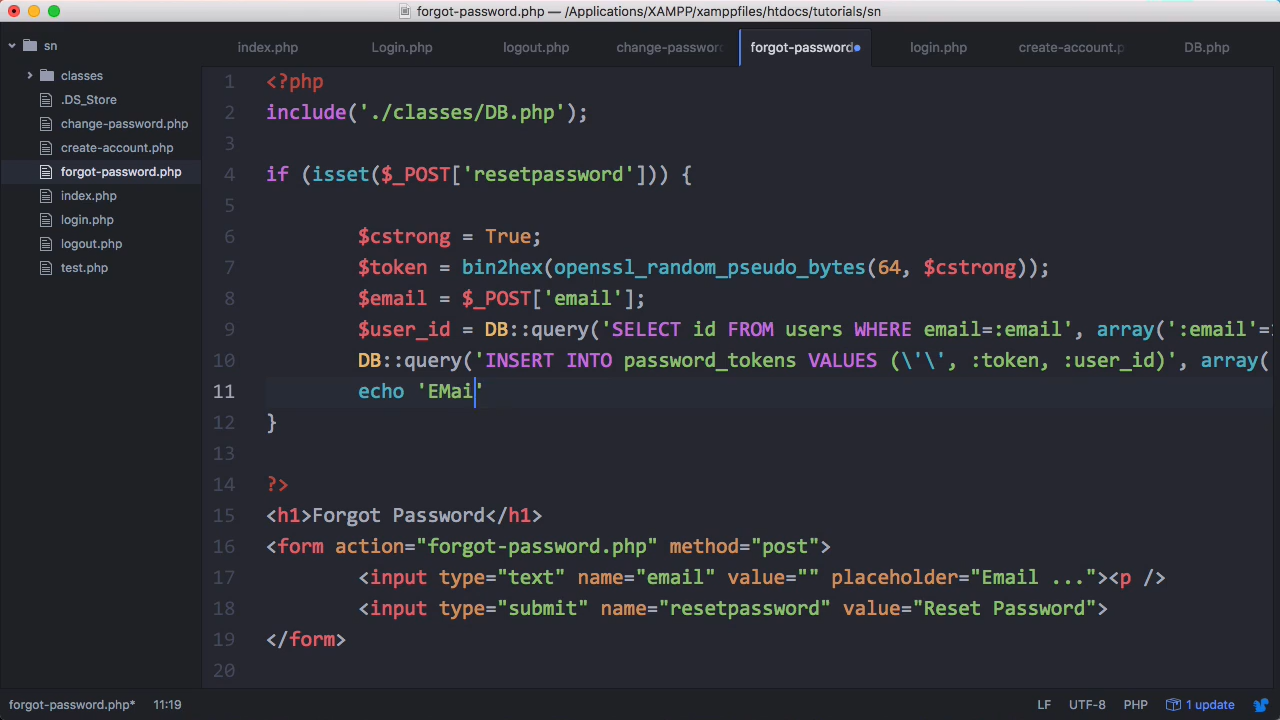 forgot-password.php — /Applications/XAMPP/xamppfiles/htdocs/tutorials/sn
sn
classes
.DS_Store
change-password.php
create-account.php
forgot-password.php
index.php
login.php
logout.php
test.php
index.php Login.php logout.php change-passwor forgot-password login.php create-account.p DB.php
1 <?php
2 include('./classes/DB.php');
3
4 if (isset($_POST['resetpassword'])) {
5
6 $cstrong = True;
7 $token = bin2hex(openssl_random_pseudo_bytes(64, $cstrong));
8 $email = $_POST['email'];
9 $user_id = DB::query('SELECT id FROM users WHERE email=:email', array(':email'=
10 DB::query('INSERT INTO password_tokens VALUES (\'\', :token, :user_id)', array(
11 echo 'EMai'
12 }
13
14 ?>
15 <h1>Forgot Password</h1>
16 <form action="forgot-password.php" method="post">
17 <input type="text" name="email" value="" placeholder="Email ..."><p />
18 <input type="submit" name="resetpassword" value="Reset Password">
19 </form>
20
forgot-password.php* 11:19 LF UTF-8 PHP 1 update